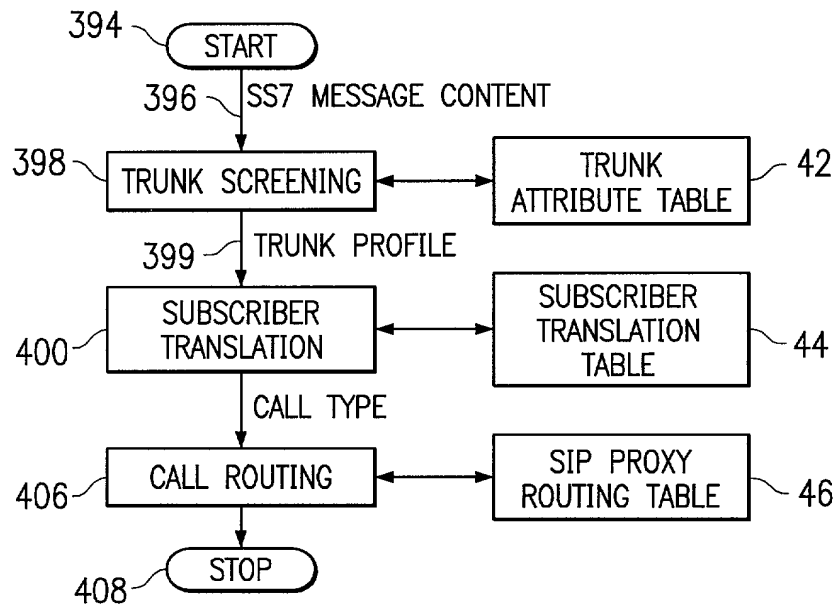 394
START
396
SS7 MESSAGE CONTENT
398
TRUNK SCREENING
TRUNK
ATTRIBUTE TABLE
42
399
TRUNK PROFILE
400
SUBSCRIBER
TRANSLATION
SUBSCRIBER
TRANSLATION
TABLE
44
CALL TYPE
406
CALL ROUTING
SIP PROXY
ROUTING TABLE
46
408
STOP